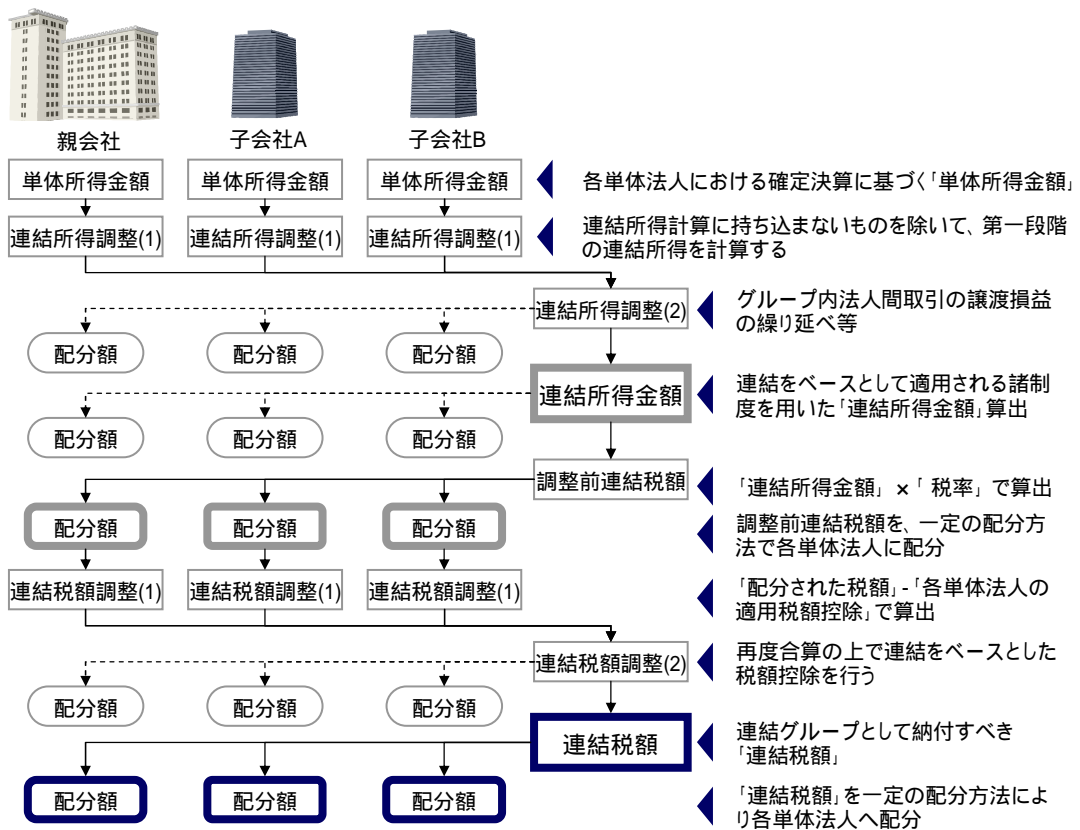 親会社 子会社A 子会社B
単体所得金額 単体所得金額 単体所得金額 各単体法人における確定決算に基づく「単体所得金額」
連結所得調整(1) 連結所得調整(1) 連結所得調整(1) 連結所得計算に持ち込まないものを除いて、第一段階
の連結所得を計算する
連結所得調整(2) グループ内法人間取引の譲渡損益
の繰り延べ等
配分額 配分額 配分額
連結所得金額 連結をベースとして適用される諸制
度を用いた「連結所得金額」算出
配分額 配分額 配分額
調整前連結税額 「連結所得金額」×「 税率」で算出
配分額 配分額 配分額 調整前連結税額を、一定の配分方
法で各単体法人に配分
連結税額調整(1) 連結税額調整(1) 連結税額調整(1) 「配分された税額」-「各単体法人の
適用税額控除」で算出
連結税額調整(2) 再度合算の上で連結をベースとした
税額控除を行う
配分額 配分額 配分額
連結税額 連結グループとして納付すべき
「連結税額」
配分額 配分額 配分額 「連結税額」を一定の配分方法によ
り各単体法人へ配分